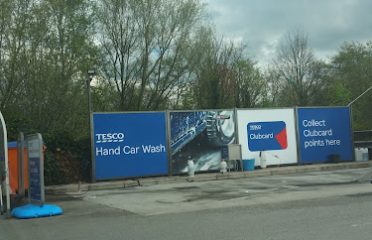 TESCO
Hand Car Wash
TESCO
Clubcard
Collect
Clubcard
points here